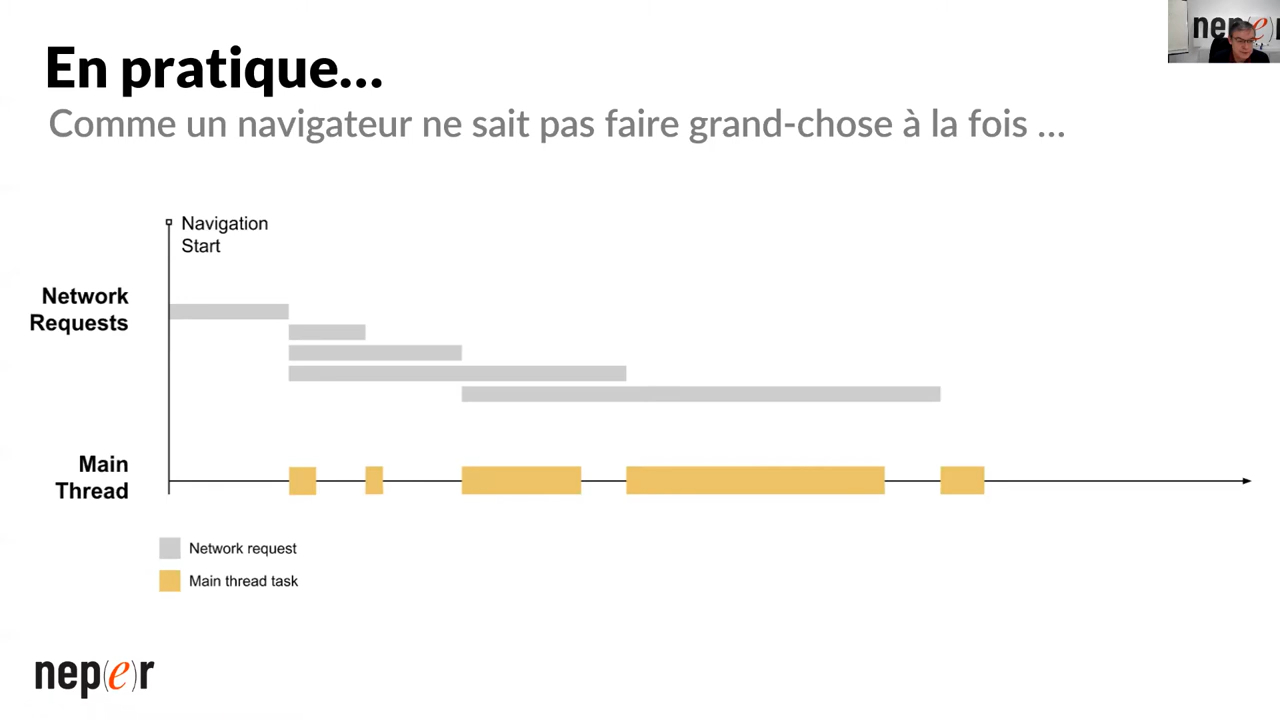 En pratique...
Comme un navigateur ne sait pas faire grand-chose à la fois ...
Navigation
Start
Network
Requests
Main
Thread
Network request
Main thread task
nep(e)r
nep(e)r